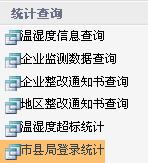 统计查询
温湿度信息查询
企业监测数据查询
企业整改通知书查询
地区整改通知书查询
温湿度超标统计
市县局登录统计